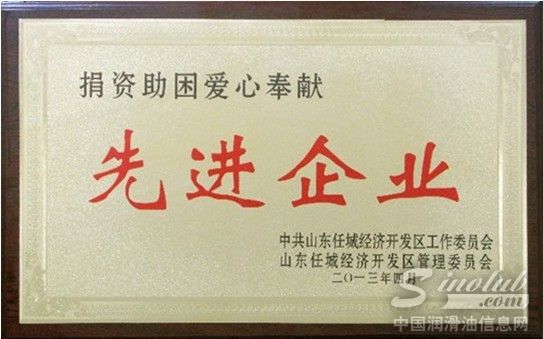 捐资助困爱心奉献
先进企业
中共山东任城经济开发区工作委员会
山东任城经济开发区管理委员会
二〇一三年四月
Sinolub
.com
中国润滑油信息网